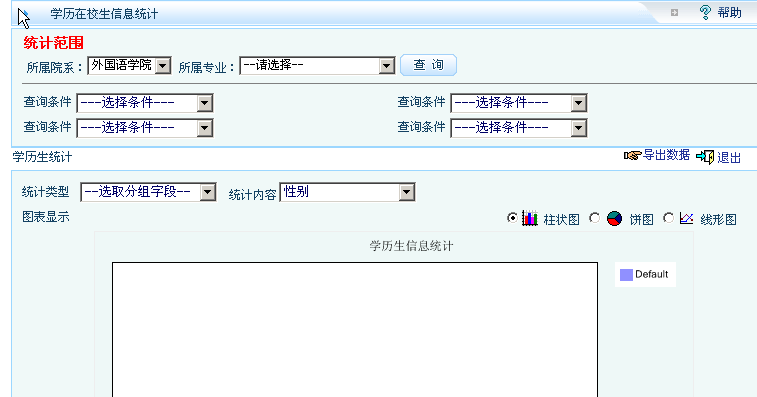 学历在校生信息统计 帮助
统计范围
所属院系： 外国语学院 所属专业： --请选择-- 查 询
查询条件 ---选择条件--- 查询条件 ---选择条件---
查询条件 ---选择条件--- 查询条件 ---选择条件---
学历生统计 导出数据 退出
统计类型 --选取分组字段-- 统计内容 性别
图表显示 柱状图 饼图 线形图
学历生信息统计
Default